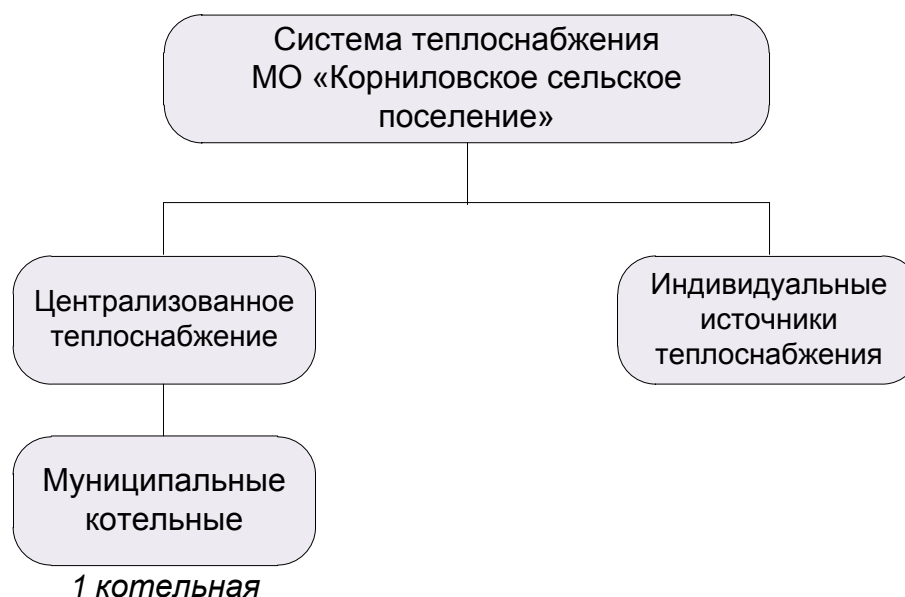 Система теплоснабжения
МО «Корниловское сельское
поселение»
Централизованное
теплоснабжение
Индивидуальные
источники
теплоснабжения
Муниципальные
котельные
1 котельная